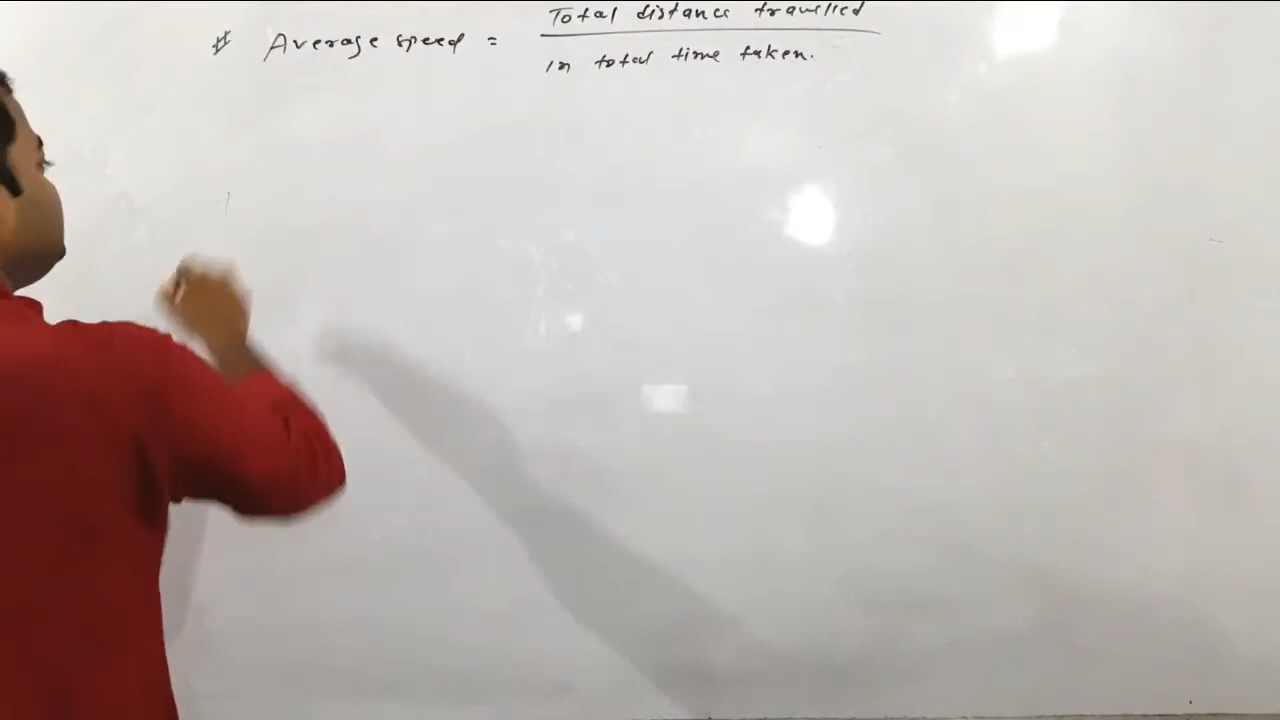 # Average speed = Total distance travelled
in total time taken.